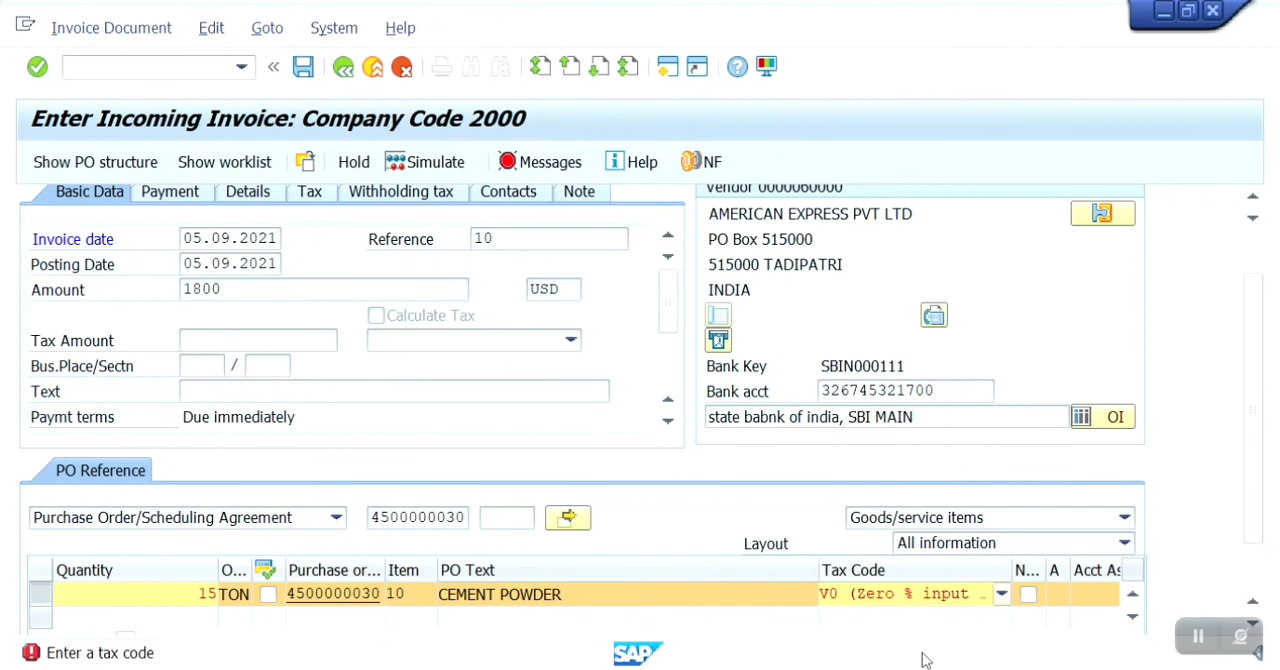 Invoice Document Edit Goto System Help
Enter Incoming Invoice: Company Code 2000
Show PO structure Show worklist Hold Simulate Messages Help NF
Basic Data Payment Details Tax Withholding tax Contacts Note
Invoice date 05.09.2021 Reference 10
Posting Date 05.09.2021
Amount 1800 USD
Calculate Tax
Tax Amount
Bus.Place/Sectn /
Text
Paymt terms Due immediately
Vendor 0000060000
AMERICAN EXPRESS PVT LTD
PO Box 515000
515000 TADIPATRI
INDIA
Bank Key SBIN000111
Bank acct 326745321700
state babnk of india, SBI MAIN OI
PO Reference
Purchase Order/Scheduling Agreement 4500000030 Goods/service items
Layout All information
Quantity O... Purchase or... Item PO Text Tax Code N... A Acct As
15 TON 4500000030 10 CEMENT POWDER V0 (Zero % input ..
Enter a tax code SAP